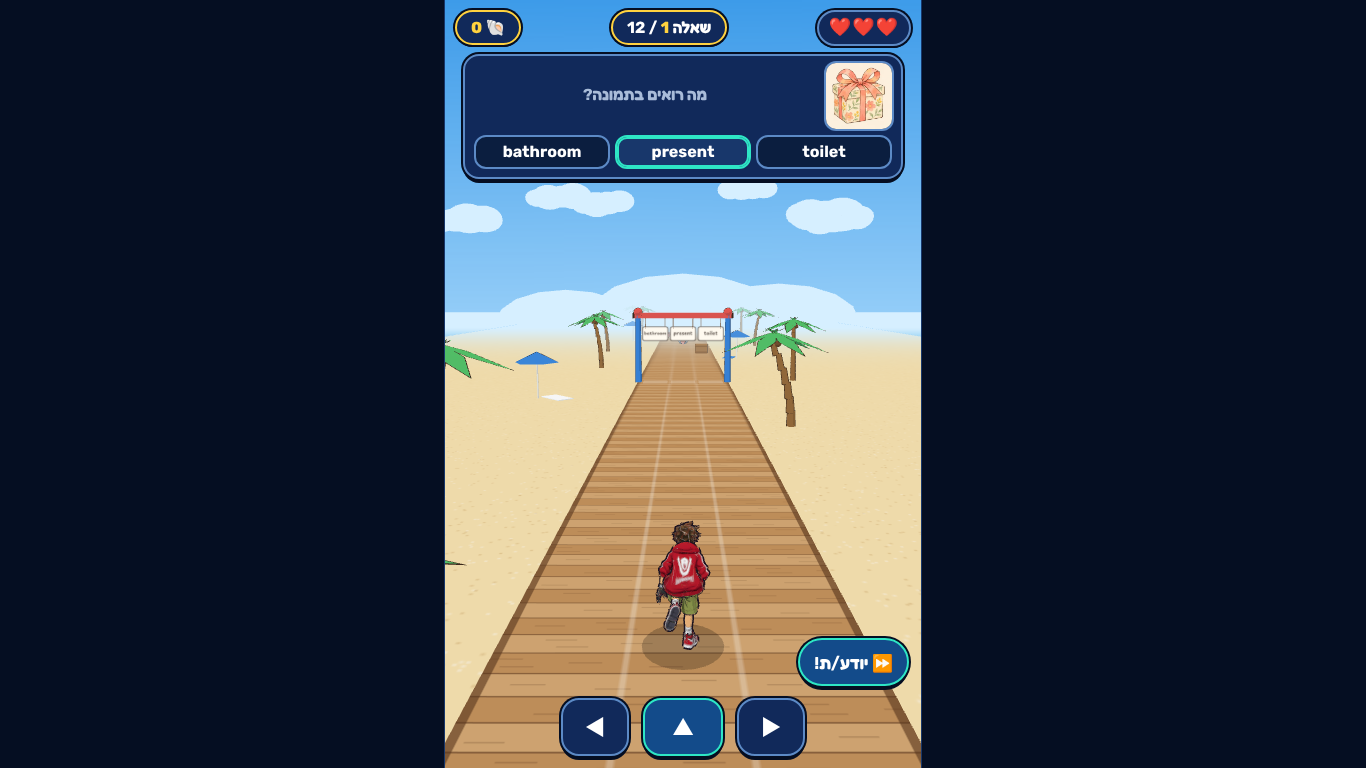 0
שאלה 1 / 12
מה רואים בתמונה?
bathroom
present
toilet
bathroom
present
toilet
יודע/ת!